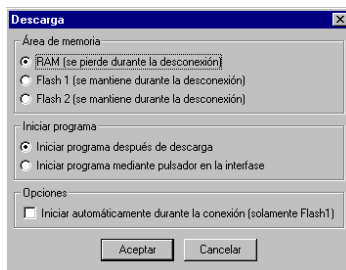 Descarga
Área de memoria
RAM (se pierde durante la desconexión)
Flash 1 (se mantiene durante la desconexión)
Flash 2 (se mantiene durante la desconexión)
Iniciar programa
Iniciar programa después de descarga
Iniciar programa mediante pulsador en la interfase
Opciones
Iniciar automáticamente durante la conexión (solamente Flash1)
Aceptar
Cancelar